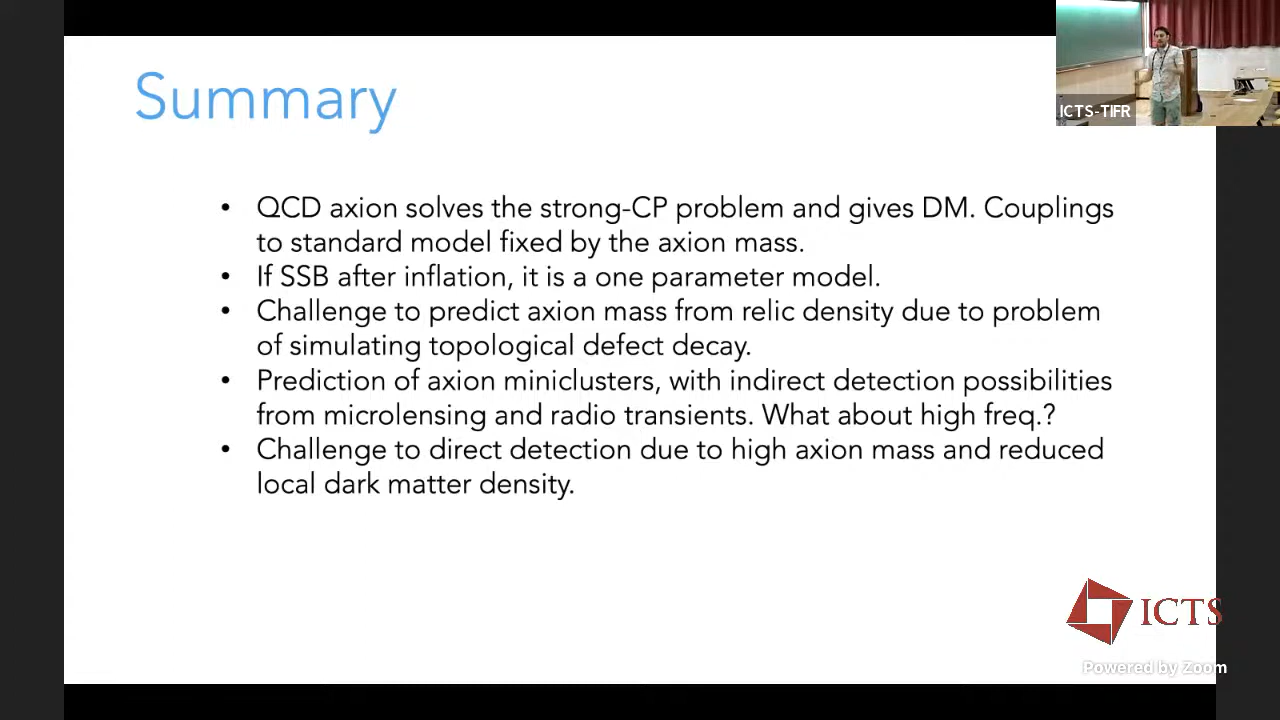 Summary
ICTS-TIFR
• QCD axion solves the strong-CP problem and gives DM. Couplings
to standard model fixed by the axion mass.
• If SSB after inflation, it is a one parameter model.
• Challenge to predict axion mass from relic density due to problem
of simulating topological defect decay.
• Prediction of axion miniclusters, with indirect detection possibilities
from microlensing and radio transients. What about high freq.?
• Challenge to direct detection due to high axion mass and reduced
local dark matter density.
ICTS
Powered by Zoom